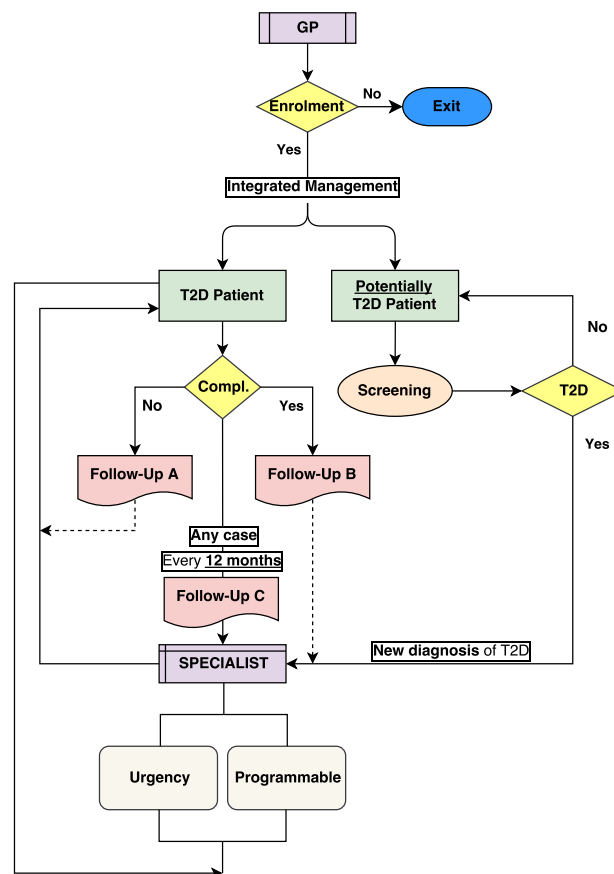 GP
Enrolment
No
Exit
Yes
Integrated Management
T2D Patient
Potentially
T2D Patient
No
Compl.
Screening
T2D
No
Yes
Yes
Follow-Up A
Follow-Up B
Any case
Every 12 months
Follow-Up C
New diagnosis of T2D
SPECIALIST
Urgency
Programmable